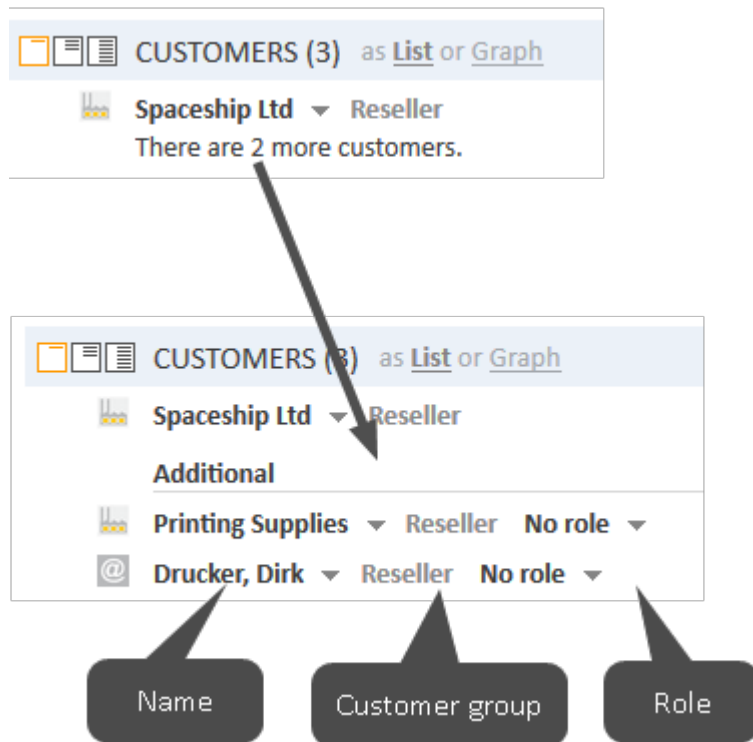 CUSTOMERS (3) as List or Graph
Spaceship Ltd Reseller
There are 2 more customers.
CUSTOMERS (3) as List or Graph
Spaceship Ltd Reseller
Additional
Printing Supplies Reseller No role
@ Drucker, Dirk Reseller No role
Name Customer group Role